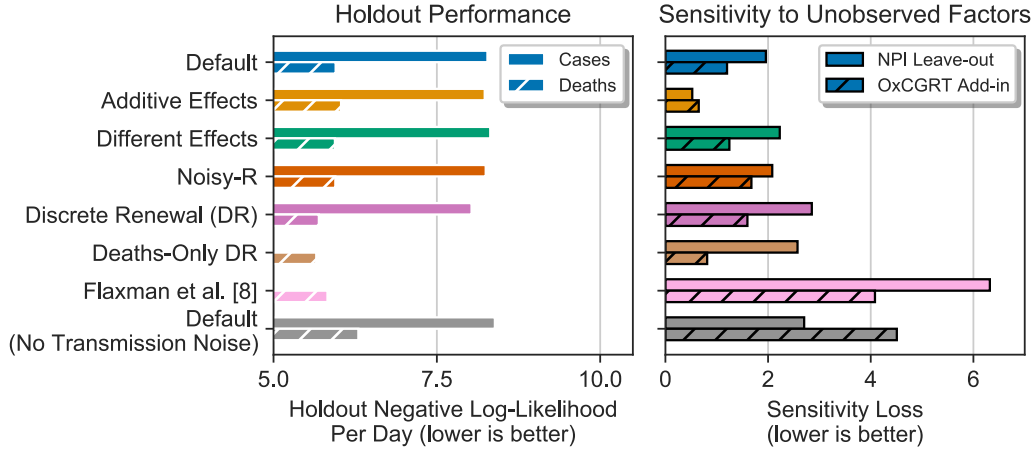 Holdout Performance
Default
Additive Effects
Different Effects
Noisy-R
Discrete Renewal (DR)
Deaths-Only DR
Flaxman et al. [8]
Default
(No Transmission Noise)
Cases
Deaths
5.0
7.5
10.0
Holdout Negative Log-Likelihood
Per Day (lower is better)
Sensitivity to Unobserved Factors
NPI Leave-out
OxCGRT Add-in
0
2
4
6
Sensitivity Loss
(lower is better)